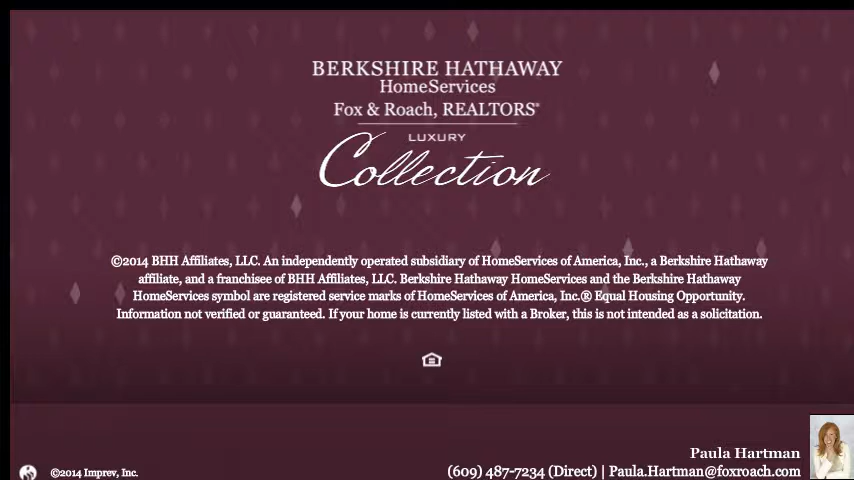 BERKSHIRE HATHAWAY
HomeServices
Fox & Roach, REALTORS®
LUXURY
Collection
©2014 BHH Affiliates, LLC. An independently operated subsidiary of HomeServices of America, Inc., a Berkshire Hathaway
affiliate, and a franchisee of BHH Affiliates, LLC. Berkshire Hathaway HomeServices and the Berkshire Hathaway
HomeServices symbol are registered service marks of HomeServices of America, Inc.® Equal Housing Opportunity.
Information not verified or guaranteed. If your home is currently listed with a Broker, this is not intended as a solicitation.
Paula Hartman
©2014 Imprev, Inc.
(609) 487-7234 (Direct) | Paula.Hartman@foxroach.com